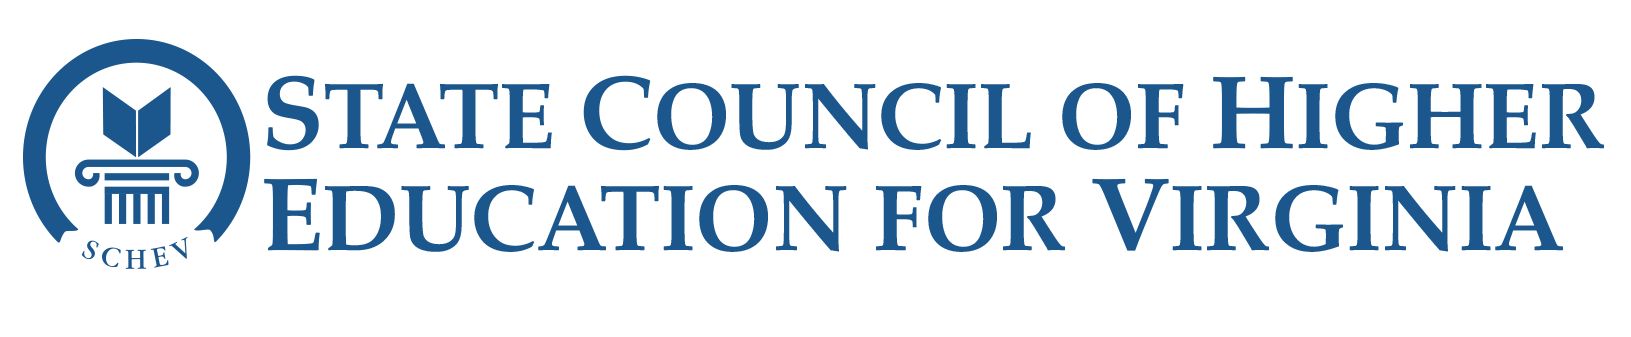 STATE COUNCIL OF HIGHER
EDUCATION FOR VIRGINIA
SCHEV